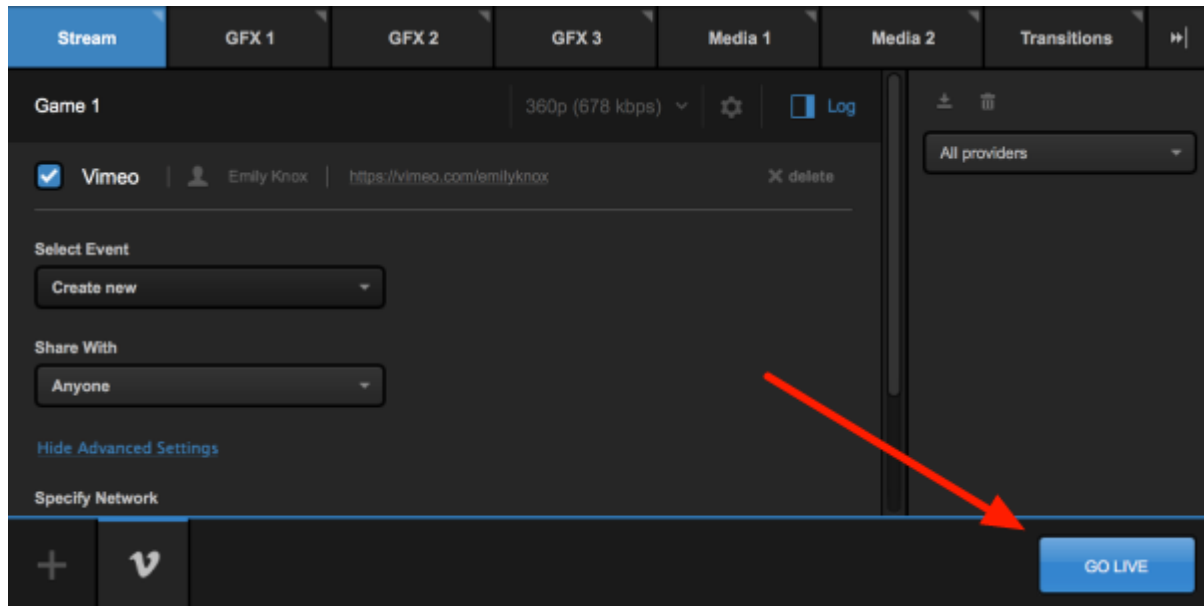 Stream GFX 1 GFX 2 GFX 3 Media 1 Media 2 Transitions
Game 1 360p (678 kbps) Log
All providers
Vimeo Emily Knox https://vimeo.com/emilyknox X delete
Select Event
Create new
Share With
Anyone
Hide Advanced Settings
Specify Network
GO LIVE